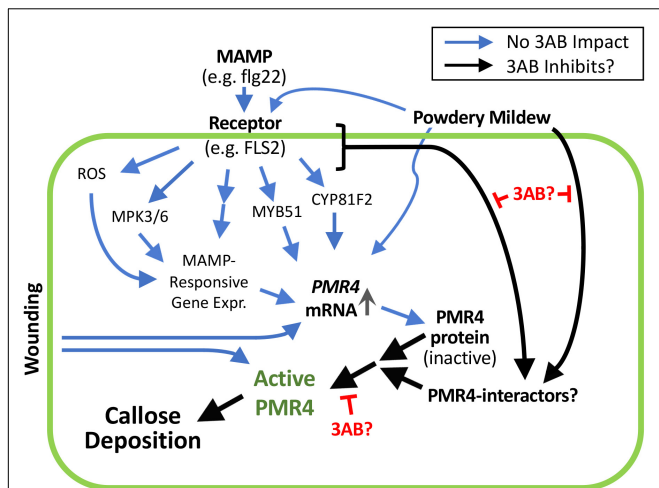 No 3AB Impact
3AB Inhibits?
MAMP
(e.g. flg22)
Powdery Mildew
Receptor
(e.g. FLS2)
ROS
3AB?
CYP81F2
MPK3/6
MYB51
MAMP-
Responsive
Gene Expr.
PMR4
mRNA
PMR4
protein
(inactive)
Wounding
Active
PMR4
PMR4-interactors?
Callose
Deposition
3AB?